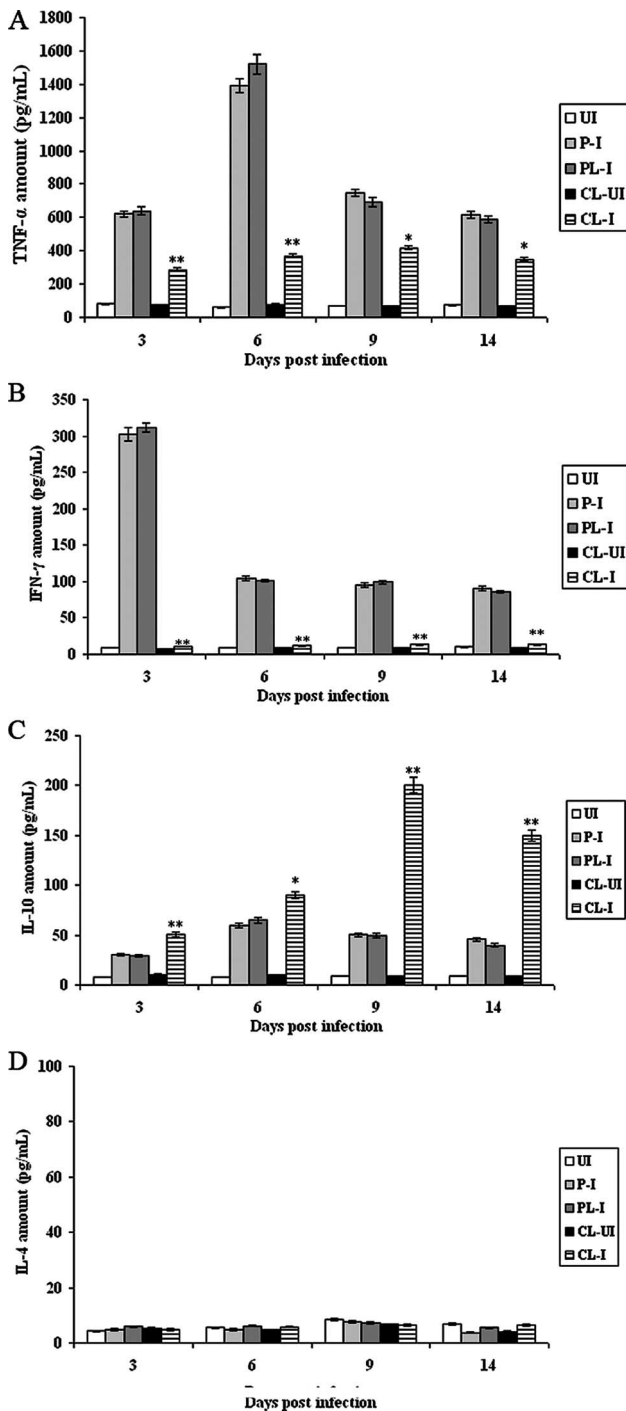 A
TNF-α amount (pg/mL)
1800
1600
1400
1200
1000
800
600
400
200
0
**
**
*
*
3 6 9 14
Days post infection
UI
P-I
PL-I
CL-UI
CL-I
B
IFN-γ amount (pg/mL)
350
300
250
200
150
100
50
0
**
**
**
**
3 6 9 14
Days post infection
UI
P-I
PL-I
CL-UI
CL-I
C
IL-10 amount (pg/mL)
250
200
150
100
50
0
**
*
**
**
3 6 9 14
Days post infection
UI
P-I
PL-I
CL-UI
CL-I
D
IL-4 amount (pg/mL)
100
80
60
40
20
0
3 6 9 14
Days post infection
UI
P-I
PL-I
CL-UI
CL-I